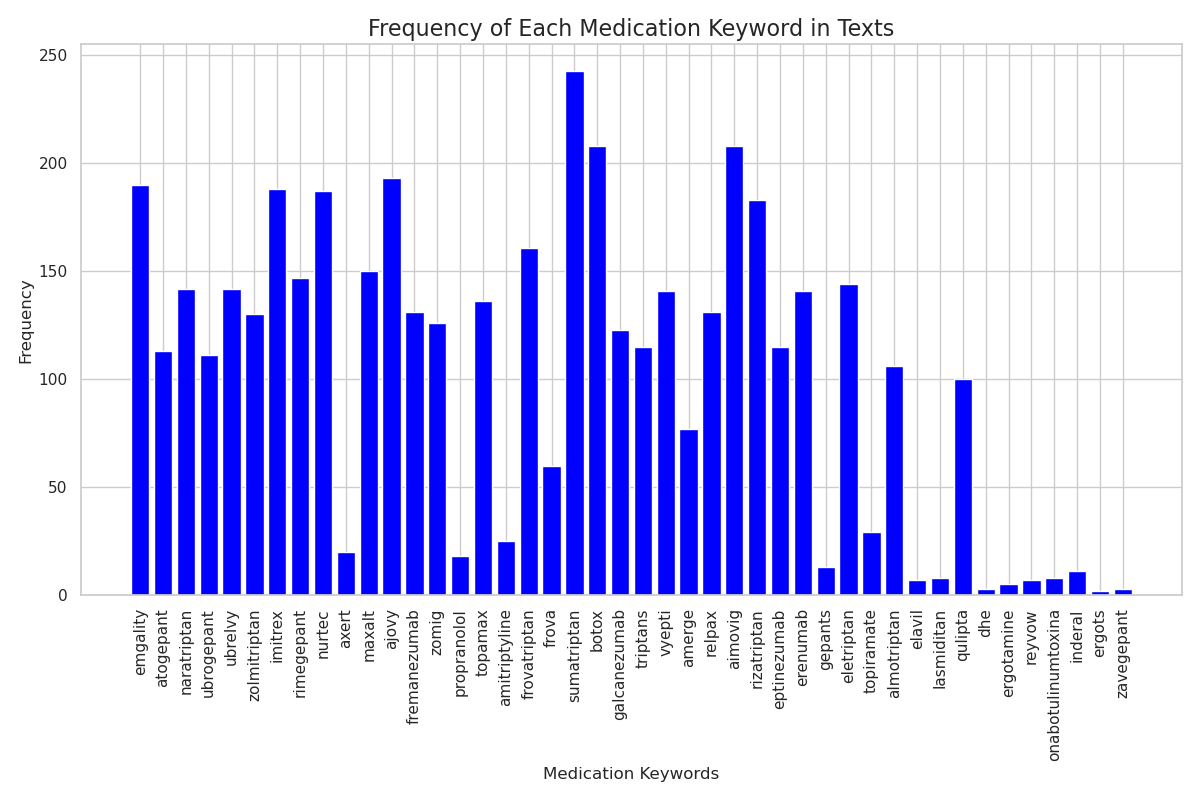 Frequency of Each Medication Keyword in Texts
250
200
150
100
50
0
Frequency
emgality
atogepant
naratriptan
ubrogepant
ubrelvy
zolmitriptan
imitrex
rimegepant
nurtec
axert
maxalt
ajovy
fremanezumab
zomig
propranolol
topamax
amitriptyline
frovatriptan
frova
sumatriptan
botox
galcanezumab
triptans
vyepti
amerge
relpax
aimovig
rizatriptan
eptinezumab
erenumab
gepants
eletriptan
topiramate
almotriptan
elavil
lasmiditan
qulipta
dhe
ergotamine
reyvow
onabotulinumtoxina
inderal
ergots
zavegepant
Medication Keywords